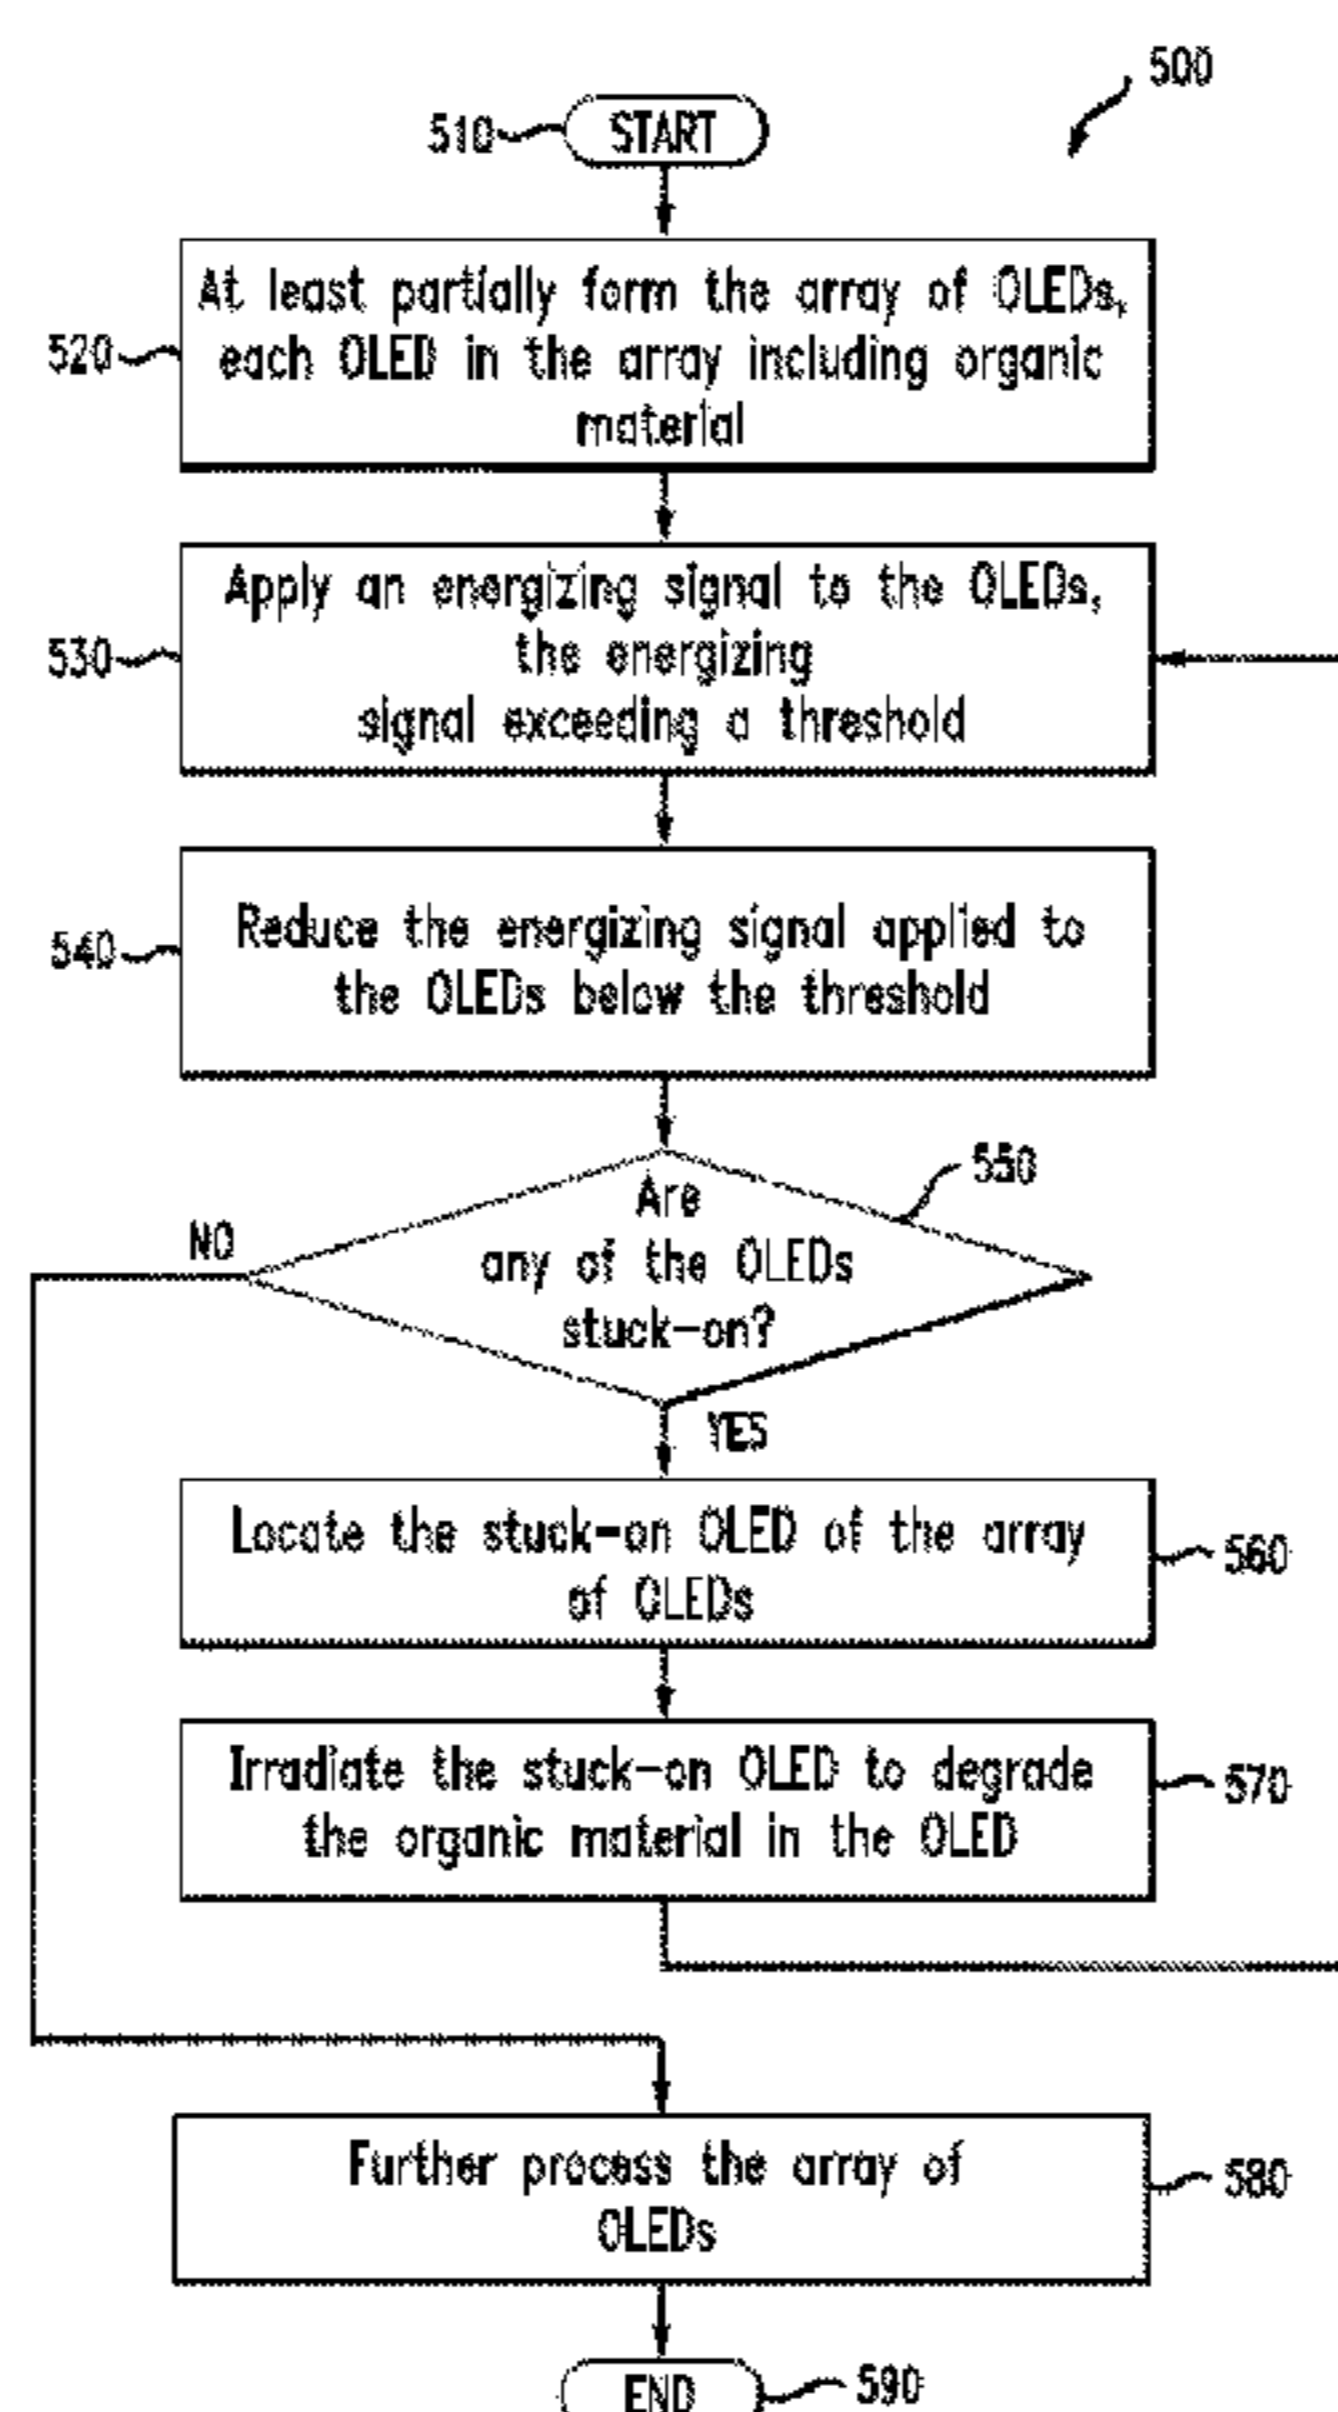 500
510
START
At least partially form the array of OLEDs,
each OLED in the array including organic
material
520
Apply an energizing signal to the OLEDs,
the energizing
signal exceeding a threshold
530
Reduce the energizing signal applied to
the OLEDs below the threshold
540
550
Are
any of the OLEDs
stuck-on?
NO
YES
Locate the stuck-on OLED of the array
of OLEDs
560
Irradiate the stuck-on OLED to degrade
the organic material in the OLED
570
Further process the array of
OLEDs
580
END
590